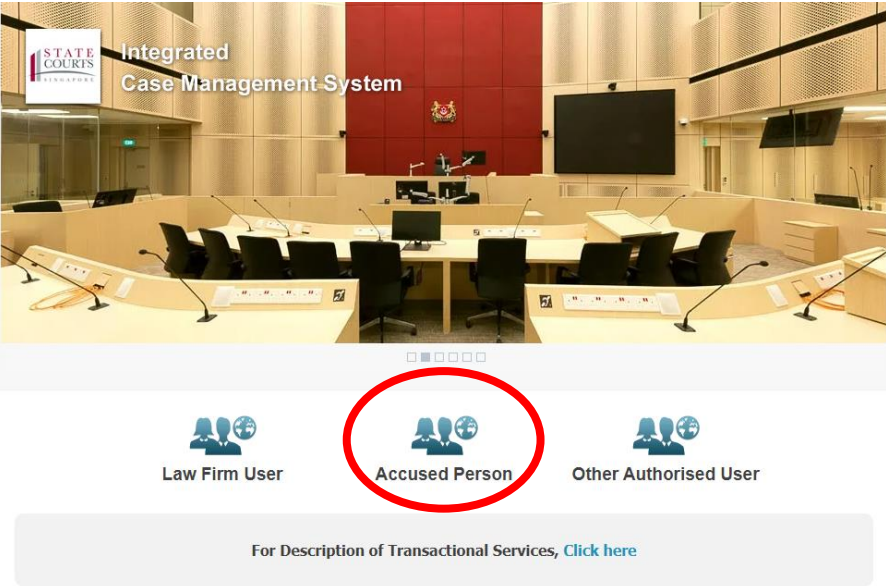 STATE
COURTS
SINGAPORE
Integrated
Case Management System
Law Firm User
Accused Person
Other Authorised User
For Description of Transactional Services, Click here